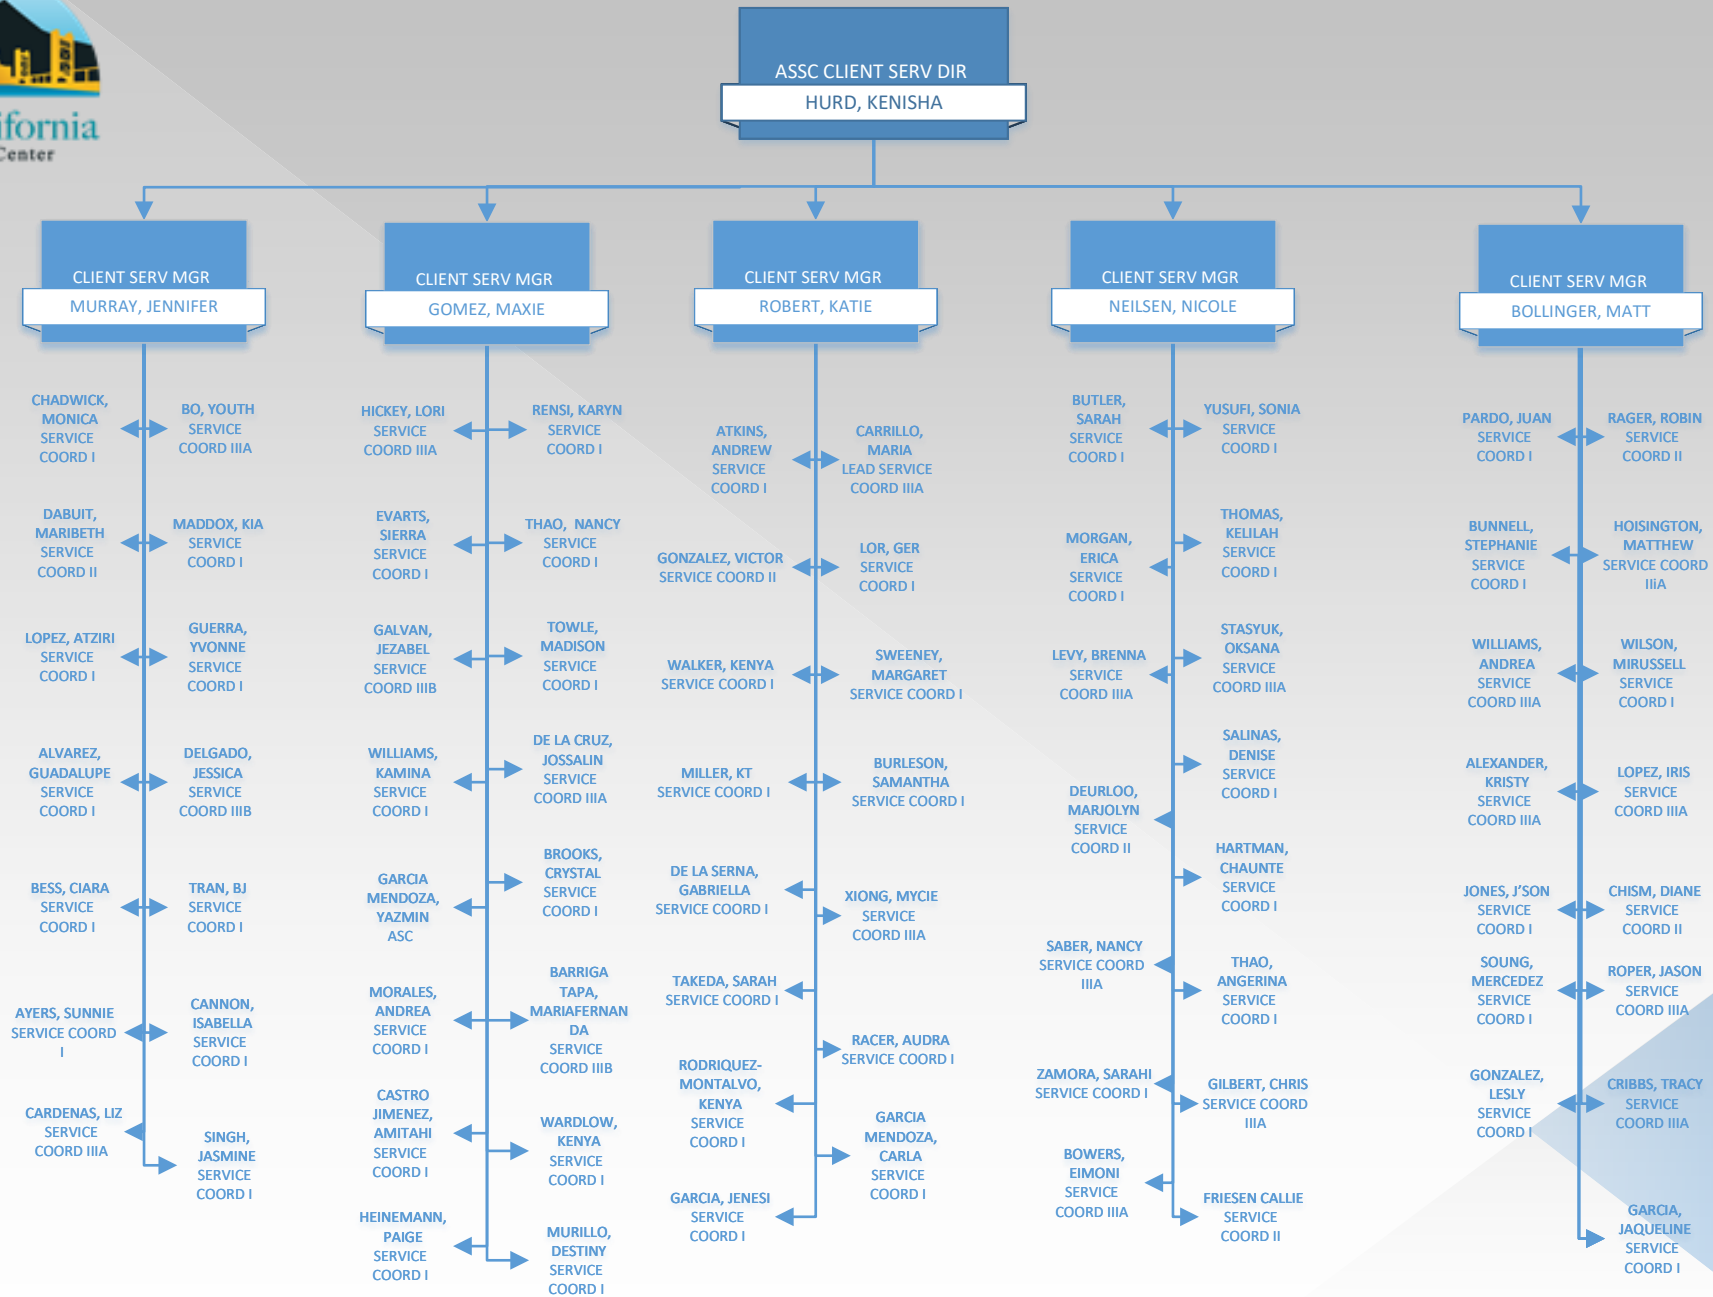 ifornia
Center
ASSC CLIENT SERV DIR
HURD, KENISHA
CLIENT SERV MGR
MURRAY, JENNIFER
CHADWICK,
MONICA
SERVICE
COORD I
BO, YOUTH
SERVICE
COORD IIIA
DABUIT,
MARIBETH
SERVICE
COORD II
MADDOX, KIA
SERVICE
COORD I
LOPEZ, ATZIRI
SERVICE
COORD I
GUERRA,
YVONNE
SERVICE
COORD I
ALVAREZ,
GUADALUPE
SERVICE
COORD I
DELGADO,
JESSICA
SERVICE
COORD IIIB
BESS, CIARA
SERVICE
COORD I
TRAN, BJ
SERVICE
COORD I
AYERS, SUNNIE
SERVICE COORD
I
CANNON,
ISABELLA
SERVICE
COORD I
CARDENAS, LIZ
SERVICE
COORD IIIA
SINGH,
JASMINE
SERVICE
COORD I
CLIENT SERV MGR
GOMEZ, MAXIE
HICKEY, LORI
SERVICE
COORD IIIA
RENSI, KARYN
SERVICE
COORD I
EVARTS,
SIERRA
SERVICE
COORD I
THAO, NANCY
SERVICE
COORD I
GALVAN,
JEZABEL
SERVICE
COORD IIIB
TOWLE,
MADISON
SERVICE
COORD I
WILLIAMS,
KAMINA
SERVICE
COORD I
DE LA CRUZ,
JOSSALIN
SERVICE
COORD IIIA
GARCIA
MENDOZA,
YAZMIN
ASC
BROOKS,
CRYSTAL
SERVICE
COORD I
MORALES,
ANDREA
SERVICE
COORD I
BARRIGA
TAPA,
MARIAFERNAN
DA
SERVICE
COORD IIIB
CASTRO
JIMENEZ,
AMITAHI
SERVICE
COORD I
WARDLOW,
KENYA
SERVICE
COORD I
HEINEMANN,
PAIGE
SERVICE
COORD I
MURILLO,
DESTINY
SERVICE
COORD I
CLIENT SERV MGR
ROBERT, KATIE
ATKINS,
ANDREW
SERVICE
COORD I
CARRILLO,
MARIA
LEAD SERVICE
COORD IIIA
GONZALEZ, VICTOR
SERVICE COORD II
LOR, GER
SERVICE
COORD I
WALKER, KENYA
SERVICE COORD I
SWEENEY,
MARGARET
SERVICE COORD I
MILLER, KT
SERVICE COORD I
BURLESON,
SAMANTHA
SERVICE COORD I
DE LA SERNA,
GABRIELLA
SERVICE COORD I
XIONG, MYCIE
SERVICE
COORD IIIA
TAKEDA, SARAH
SERVICE COORD I
RACER, AUDRA
SERVICE COORD I
RODRIQUEZ-
MONTALVO,
KENYA
SERVICE
COORD I
GARCIA
MENDOZA,
CARLA
SERVICE
COORD I
GARCIA, JENESI
SERVICE
COORD I
CLIENT SERV MGR
NEILSEN, NICOLE
BUTLER,
SARAH
SERVICE
COORD I
YUSUFI, SONIA
SERVICE
COORD I
MORGAN,
ERICA
SERVICE
COORD I
THOMAS,
KELILAH
SERVICE
COORD I
LEVY, BRENNA
SERVICE
COORD IIIA
STASYUK,
OKSANA
SERVICE
COORD IIIA
DEURLOO,
MARJOLYN
SERVICE
COORD II
SALINAS,
DENISE
SERVICE
COORD I
HARTMAN,
CHAUNTE
SERVICE
COORD I
SABER, NANCY
SERVICE COORD
IIIA
THAO,
ANGERINA
SERVICE
COORD I
ZAMORA, SARAHI
SERVICE COORD I
GILBERT, CHRIS
SERVICE COORD
IIIA
BOWERS,
EIMONI
SERVICE
COORD IIIA
FRIESEN CALLIE
SERVICE
COORD II
CLIENT SERV MGR
BOLLINGER, MATT
PARDO, JUAN
SERVICE
COORD I
RAGER, ROBIN
SERVICE
COORD II
BUNNELL,
STEPHANIE
SERVICE
COORD I
HOISINGTON,
MATTHEW
SERVICE COORD
IIiA
WILLIAMS,
ANDREA
SERVICE
COORD IIIA
WILSON,
MIRUSSELL
SERVICE
COORD I
ALEXANDER,
KRISTY
SERVICE
COORD IIIA
LOPEZ, IRIS
SERVICE
COORD IIIA
JONES, J'SON
SERVICE
COORD I
CHISM, DIANE
SERVICE
COORD II
SOUNG,
MERCEDEZ
SERVICE
COORD I
ROPER, JASON
SERVICE
COORD IIIA
GONZALEZ,
LESLY
SERVICE
COORD I
CRIBBS, TRACY
SERVICE
COORD IIIA
GARCIA,
JAQUELINE
SERVICE
COORD I